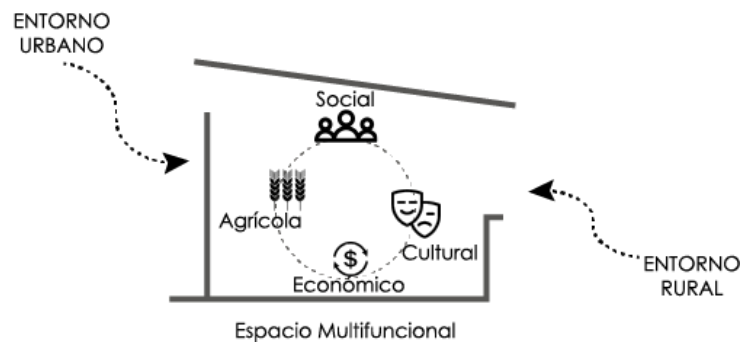 ENTORNO
URBANO
Social
Agrícola
Cultural
$
Económico
ENTORNO
RURAL
Espacio Multifuncional